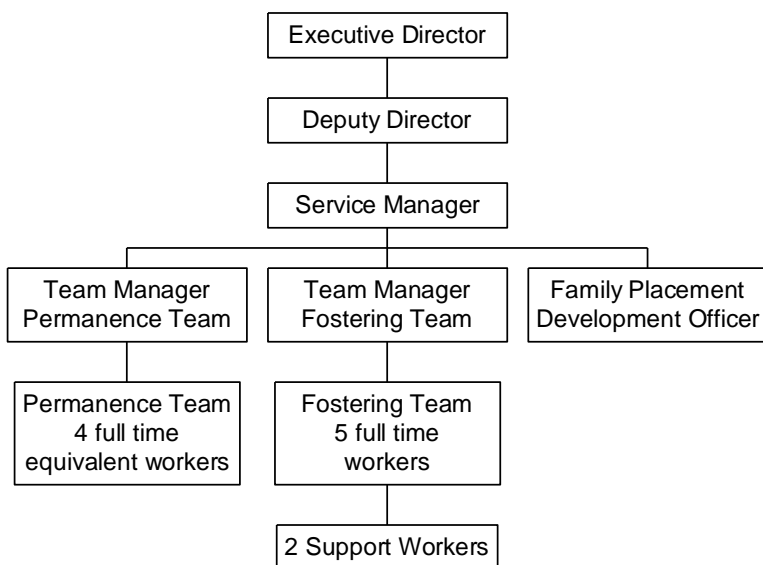 Executive Director
Deputy Director
Service Manager
Team Manager
Permanence Team
Team Manager
Fostering Team
Family Placement
Development Officer
Permanence Team
4 full time
equivalent workers
Fostering Team
5 full time
workers
2 Support Workers